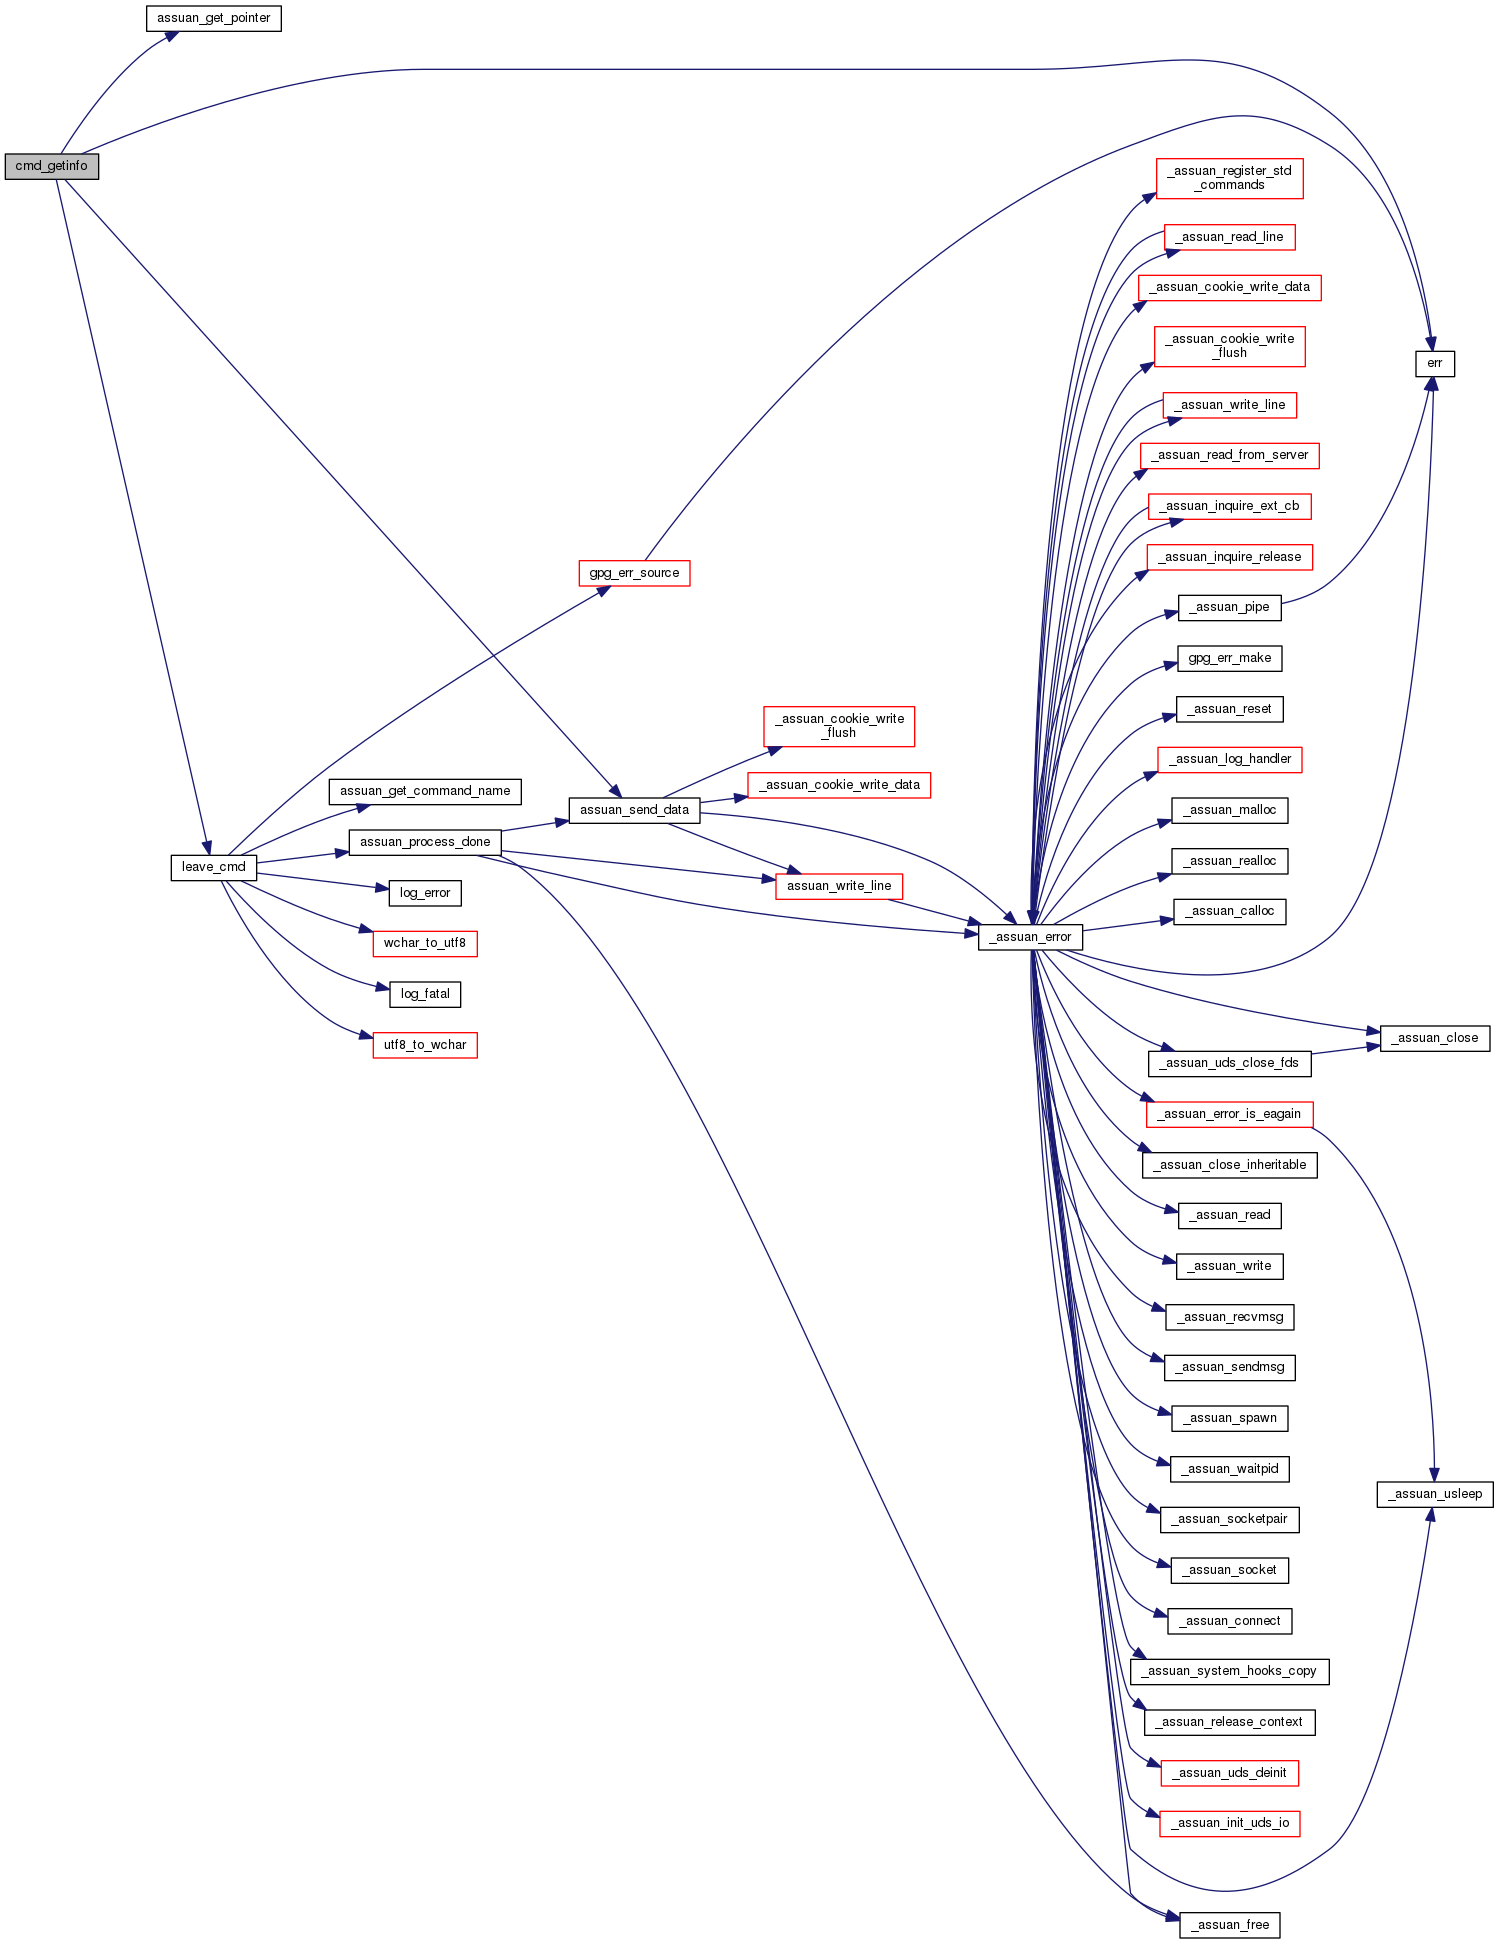 assuan_get_pointer
cmd_getinfo
_assuan_register_std
_commands
_assuan_read_line
_assuan_cookie_write_data
_assuan_cookie_write
_flush
err
_assuan_write_line
_assuan_read_from_server
_assuan_inquire_ext_cb
_assuan_inquire_release
gpg_err_source
_assuan_pipe
gpg_err_make
_assuan_reset
_assuan_cookie_write
_flush
_assuan_log_handler
assuan_get_command_name
_assuan_cookie_write_data
assuan_send_data
_assuan_malloc
assuan_process_done
leave_cmd
_assuan_realloc
log_error
assuan_write_line
_assuan_calloc
wchar_to_utf8
_assuan_error
log_fatal
utf8_to_wchar
_assuan_close
_assuan_uds_close_fds
_assuan_error_is_eagain
_assuan_close_inheritable
_assuan_read
_assuan_write
_assuan_recvmsg
_assuan_sendmsg
_assuan_spawn
_assuan_waitpid
_assuan_usleep
_assuan_socketpair
_assuan_socket
_assuan_connect
_assuan_system_hooks_copy
_assuan_release_context
_assuan_uds_deinit
_assuan_init_uds_io
_assuan_free